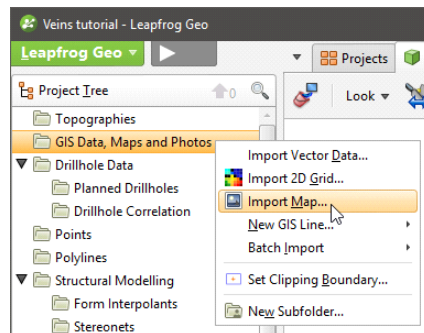 Veins tutorial - Leapfrog Geo
Leapfrog Geo
Projects
Project Tree
0
Look
Topographies
GIS Data, Maps and Photos
Drillhole Data
Planned Drillholes
Drillhole Correlation
Points
Polylines
Structural Modelling
Form Interpolants
Stereonets
Import Vector Data...
Import 2D Grid...
Import Map...
New GIS Line...
Batch Import
Set Clipping Boundary...
New Subfolder...